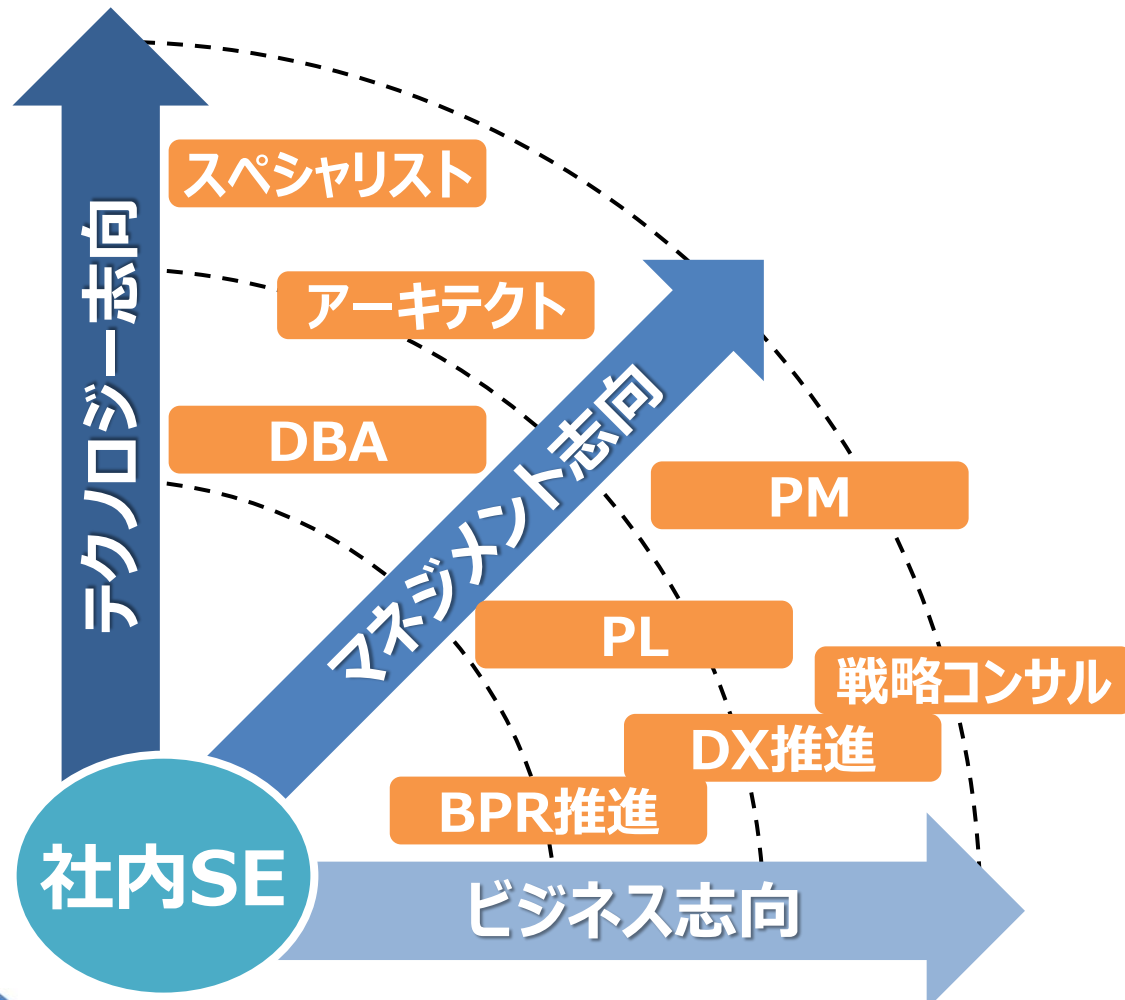 スペシャリスト
アーキテクト
DBA
テクノロジー志向
マネジメント志向
PM
PL
戦略コンサル
DX推進
BPR推進
社内SE
ビジネス志向